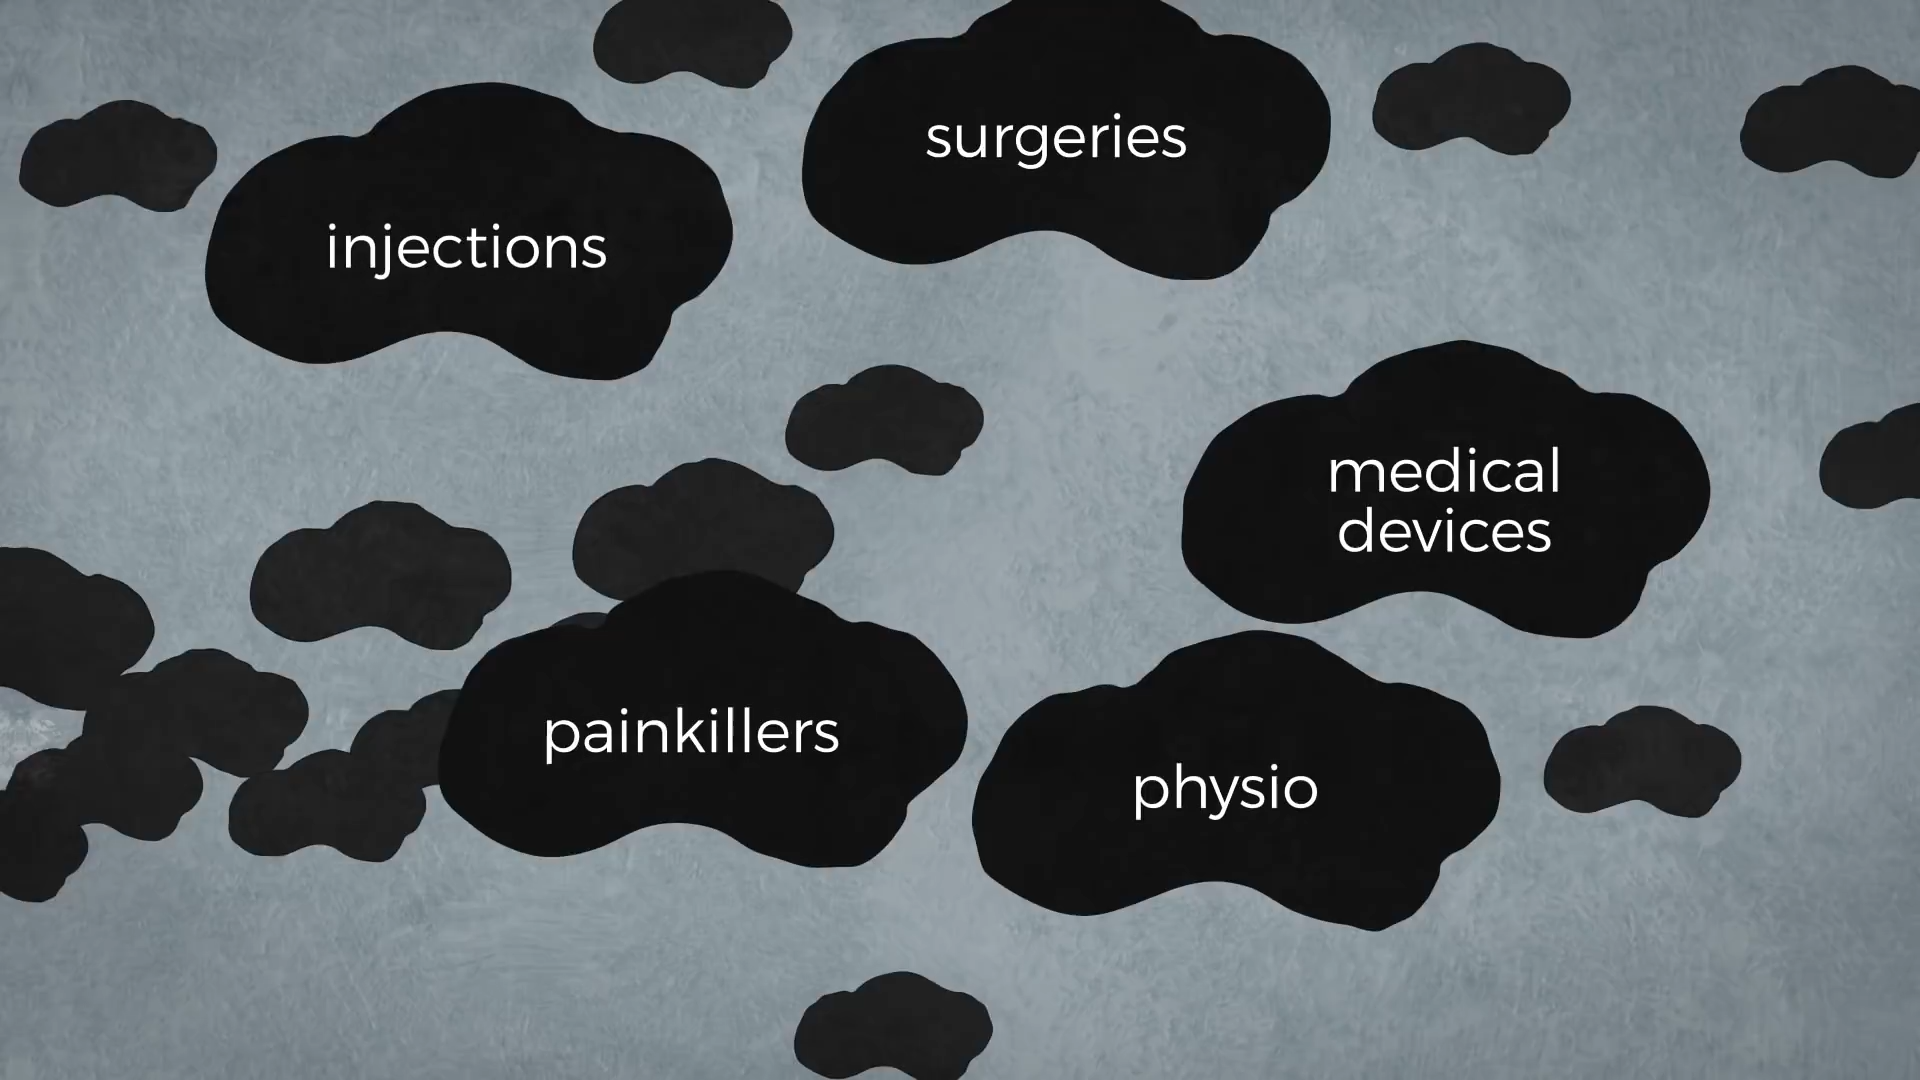 surgeries
injections
medical
devices
painkillers
physio